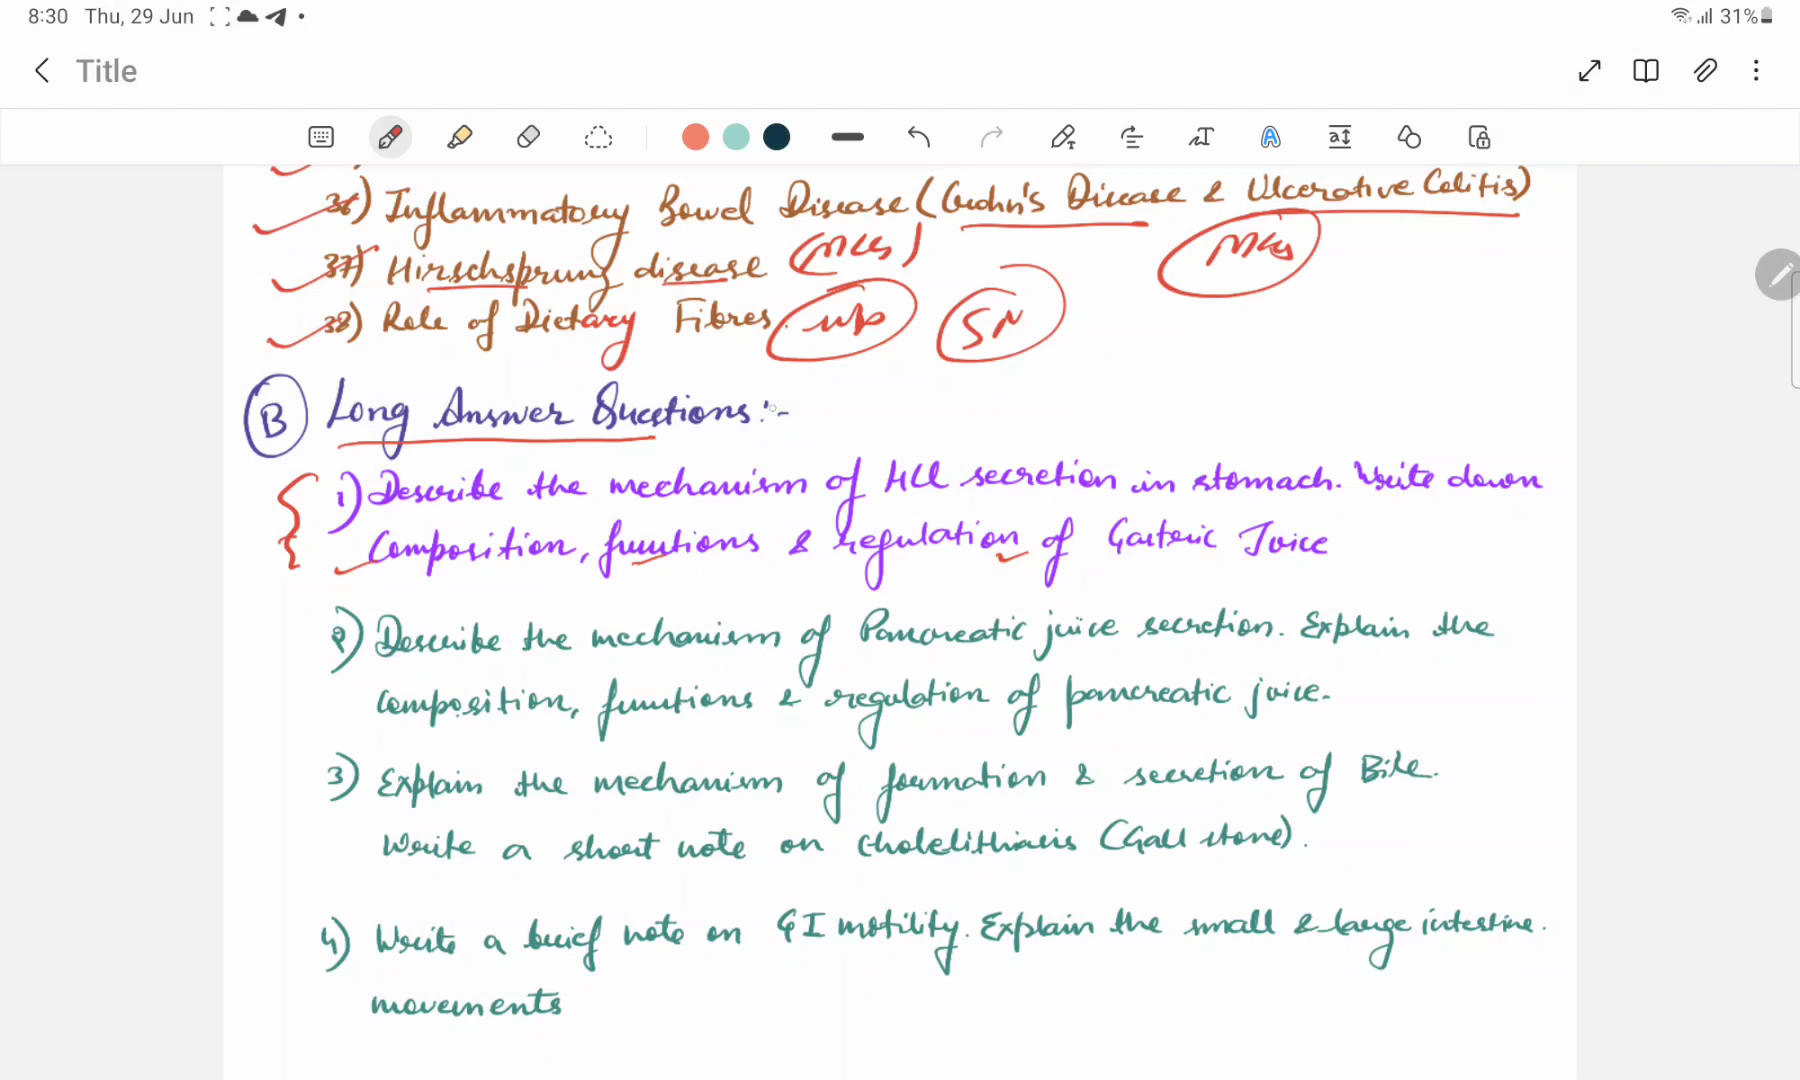 8:30 Thu, 29 Jun 31%
Title
36) Inflammatory Bowel Disease (Crohn's Disease & Ulcerative Colitis)
37) Hirschsprung disease (MCQs) MCQs
38) Role of Dietary Fibres. SN
B Long Answer Questions:-
1) Describe the mechanism of HCL secretion in stomach. Write down
Composition, functions & regulation of Gastric Juice
2) Describe the mechanism of Pancreatic juice secretion. Explain the
composition, functions & regulation of pancreatic juice.
3) Explain the mechanism of formation & secretion of Bile.
Write a short note on Cholelithiasis (Gall stone).
4) Write a brief note on GI motility. Explain the small & large intestine.
movements